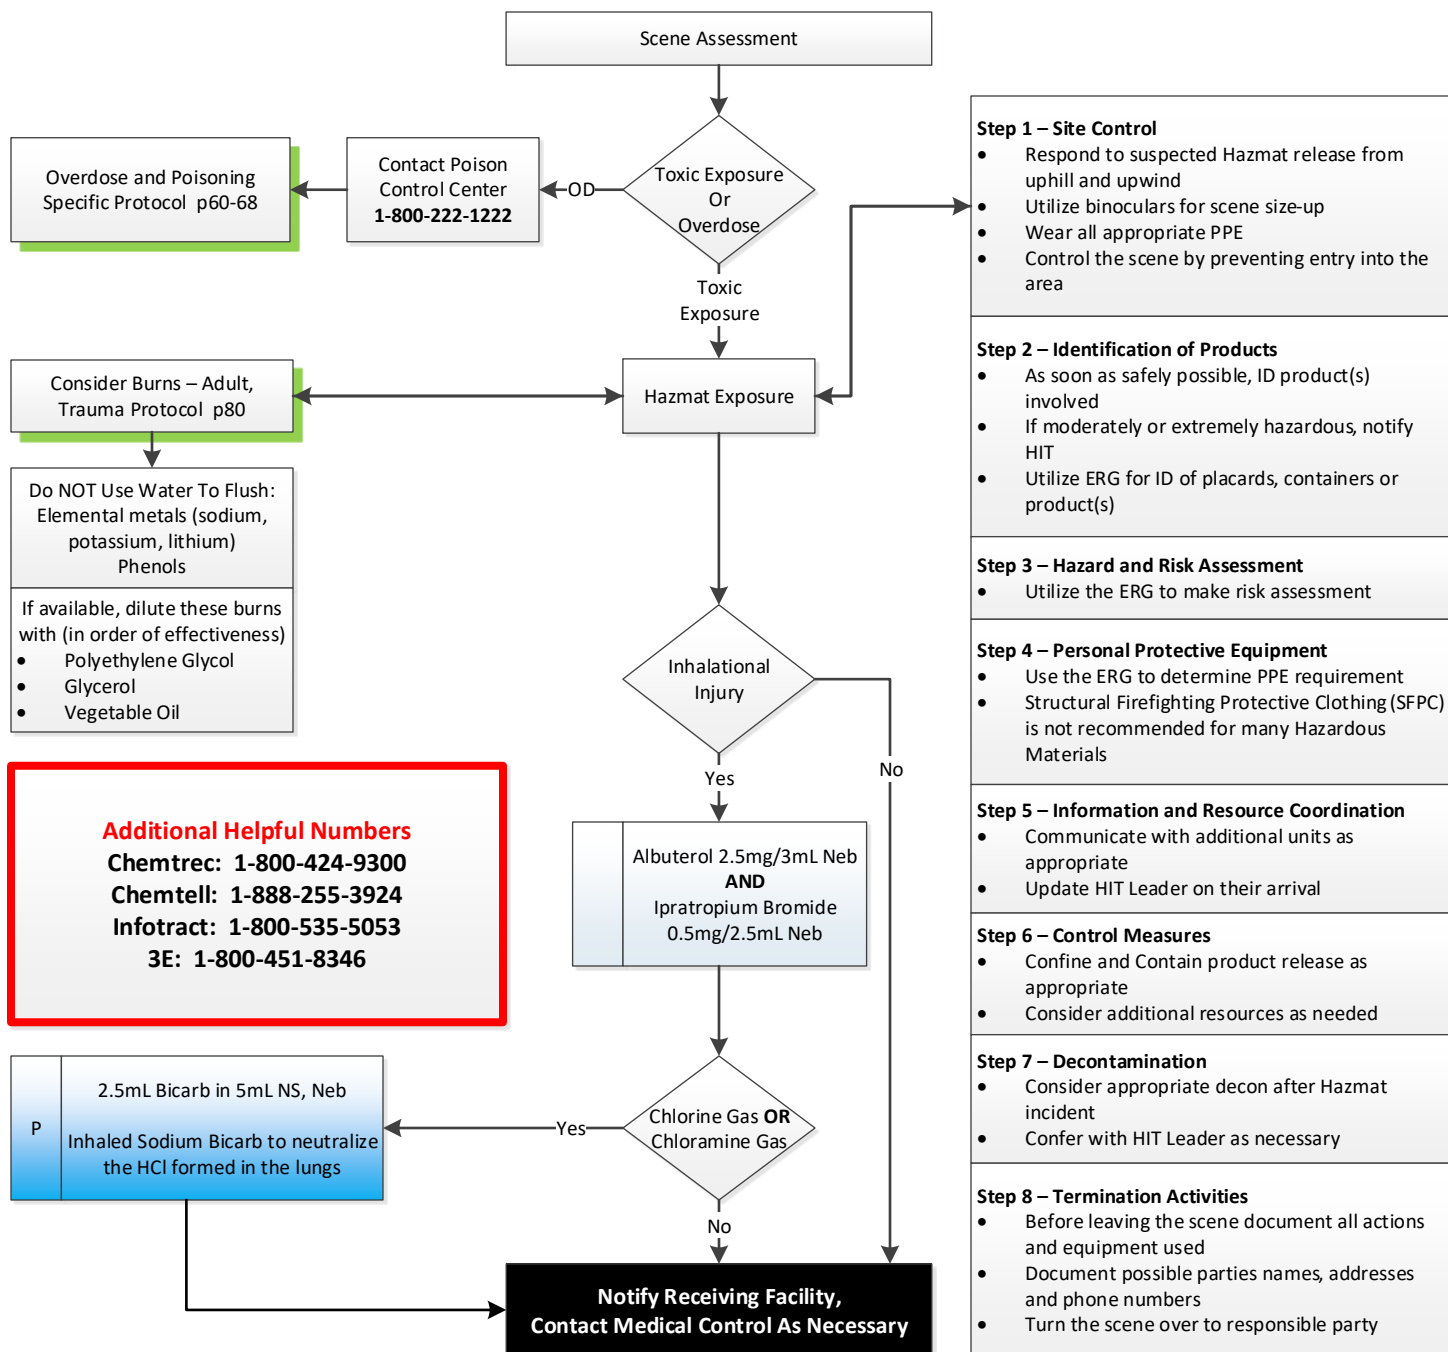 Scene Assessment
Toxic Exposure
Or
Overdose
OD
Contact Poison
Control Center
1-800-222-1222
Overdose and Poisoning
Specific Protocol p60-68
Toxic
Exposure
Hazmat Exposure
Consider Burns – Adult,
Trauma Protocol p80
Do NOT Use Water To Flush:
Elemental metals (sodium,
potassium, lithium)
Phenols
If available, dilute these burns
with (in order of effectiveness)
• Polyethylene Glycol
• Glycerol
• Vegetable Oil
Inhalational
Injury
Yes
No
Albuterol 2.5mg/3mL Neb
AND
Ipratropium Bromide
0.5mg/2.5mL Neb
Additional Helpful Numbers
Chemtrec: 1-800-424-9300
Chemtell: 1-888-255-3924
Infotract: 1-800-535-5053
3E: 1-800-451-8346
Chlorine Gas OR
Chloramine Gas
Yes
P
2.5mL Bicarb in 5mL NS, Neb
Inhaled Sodium Bicarb to neutralize
the HCl formed in the lungs
No
Notify Receiving Facility,
Contact Medical Control As Necessary
Step 1 – Site Control
• Respond to suspected Hazmat release from
uphill and upwind
• Utilize binoculars for scene size-up
• Wear all appropriate PPE
• Control the scene by preventing entry into the
area
Step 2 – Identification of Products
• As soon as safely possible, ID product(s)
involved
• If moderately or extremely hazardous, notify
HIT
• Utilize ERG for ID of placards, containers or
product(s)
Step 3 – Hazard and Risk Assessment
• Utilize the ERG to make risk assessment
Step 4 – Personal Protective Equipment
• Use the ERG to determine PPE requirement
• Structural Firefighting Protective Clothing (SFPC)
is not recommended for many Hazardous
Materials
Step 5 – Information and Resource Coordination
• Communicate with additional units as
appropriate
• Update HIT Leader on their arrival
Step 6 – Control Measures
• Confine and Contain product release as
appropriate
• Consider additional resources as needed
Step 7 – Decontamination
• Consider appropriate decon after Hazmat
incident
• Confer with HIT Leader as necessary
Step 8 – Termination Activities
• Before leaving the scene document all actions
and equipment used
• Document possible parties names, addresses
and phone numbers
• Turn the scene over to responsible party